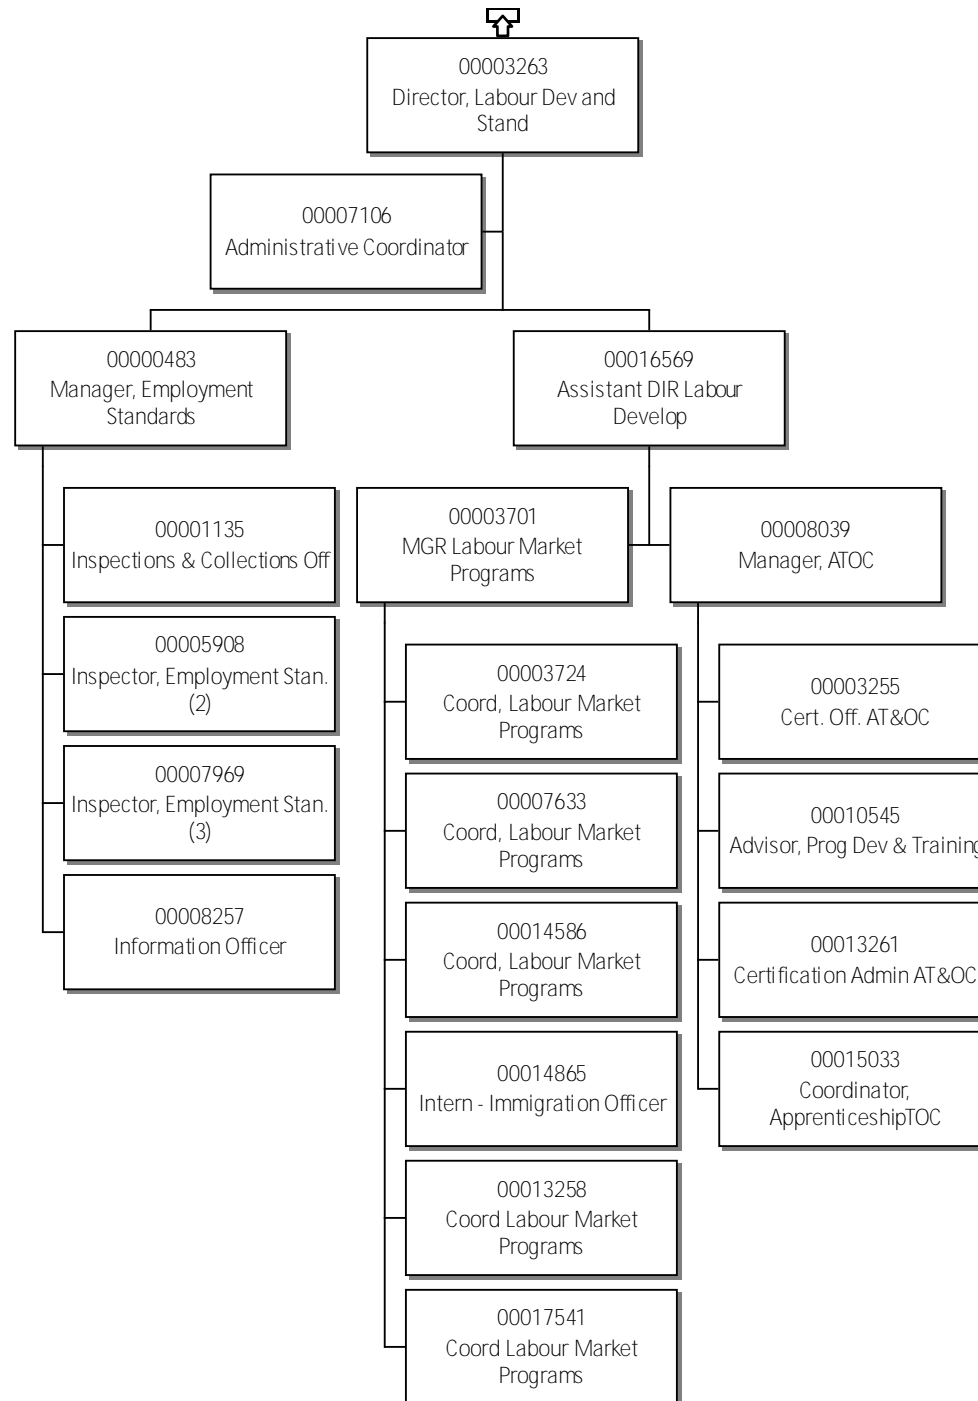 00003263
Director, Labour Dev and
Stand
00007106
Administrative Coordinator
00000483
Manager, Employment
Standards
00016569
Assistant DIR Labour
Develop
00001135
Inspections & Collections Off
00005908
Inspector, Employment Stan.
(2)
00007969
Inspector, Employment Stan.
(3)
00008257
Information Officer
00003701
MGR Labour Market
Programs
00008039
Manager, ATOC
00003724
Coord, Labour Market
Programs
00007633
Coord, Labour Market
Programs
00014586
Coord, Labour Market
Programs
00014865
Intern - Immigration Officer
00013258
Coord Labour Market
Programs
00017541
Coord Labour Market
Programs
00003255
Cert. Off. AT&OC
00010545
Advisor, Prog Dev & Training
00013261
Certification Admin AT&OC
00015033
Coordinator,
ApprenticeshipTOC